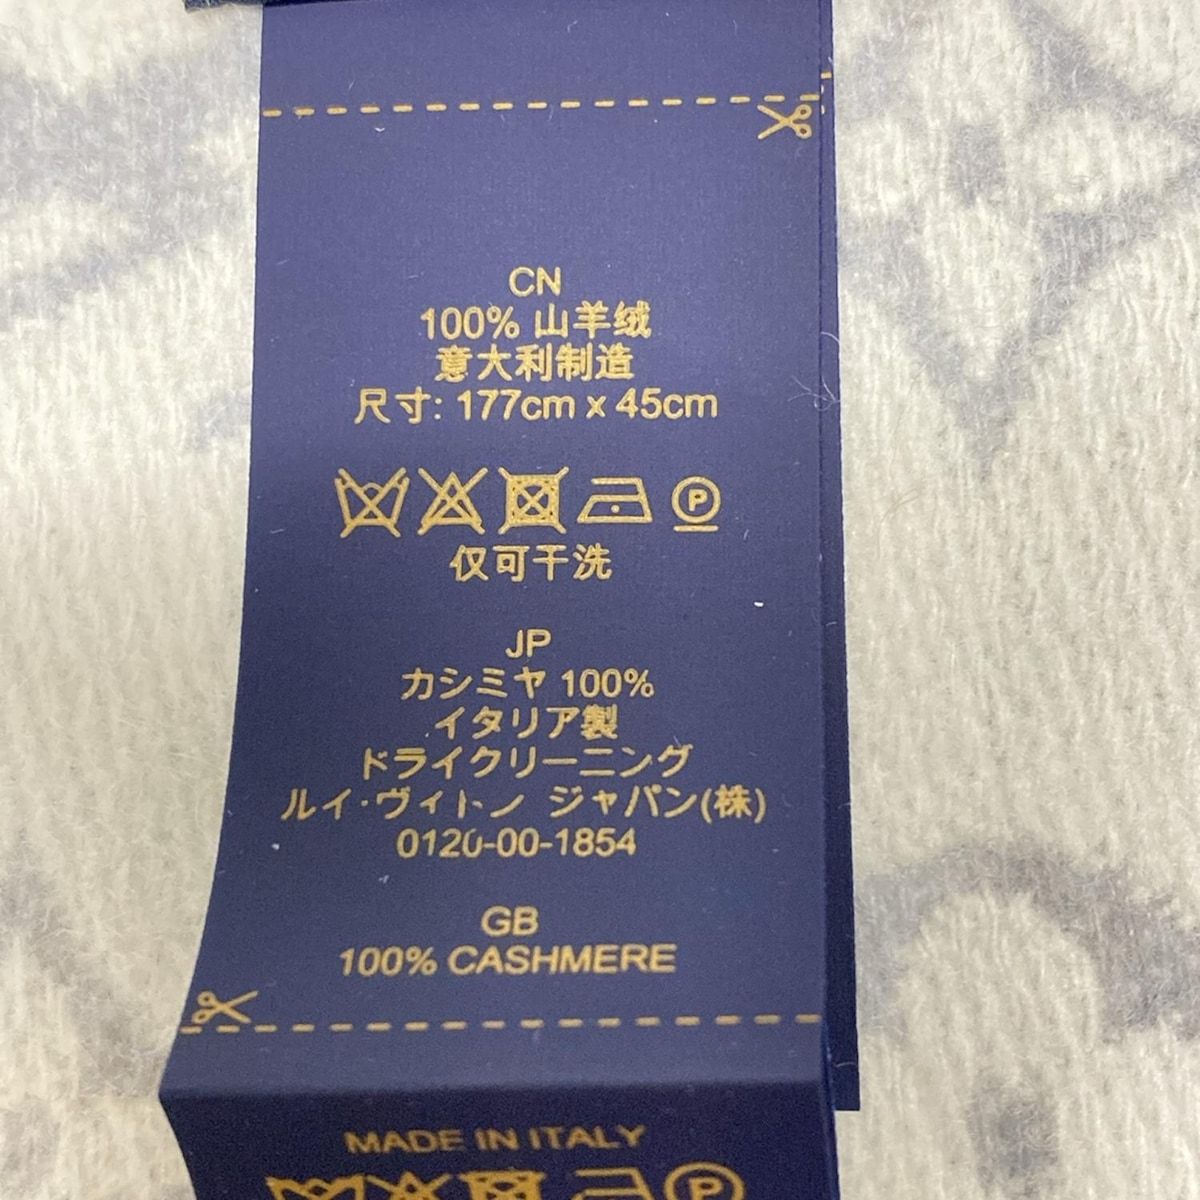 CN
100% 山羊绒
意大利制造
尺寸: 177cm x 45cm
P
仅可干洗
JP
カシミヤ 100%
イタリア製
ドライクリーニング
ルイ・ヴィトン ジャパン(株)
0120-00-1854
GB
100% CASHMERE
MADE IN ITALY
P